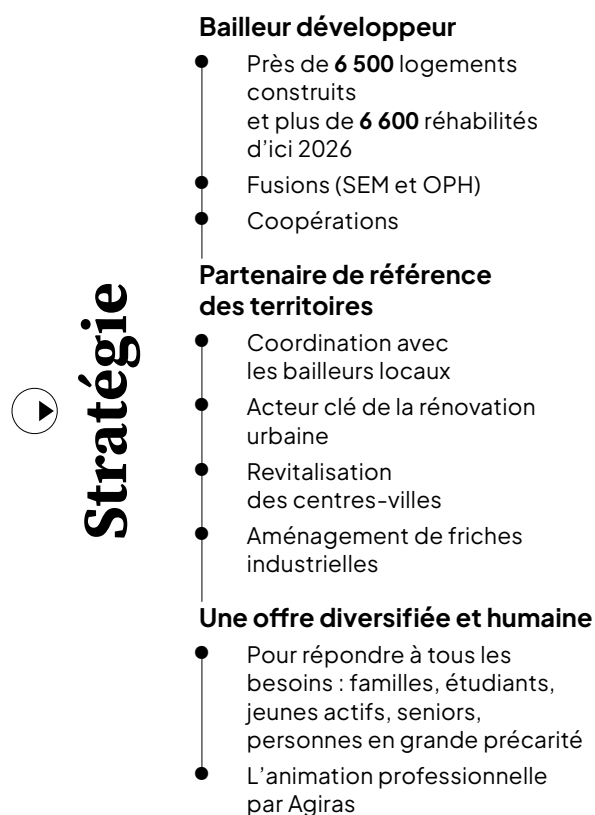 Stratégie
Bailleur développeur
Près de 6 500 logements
construits
et plus de 6 600 réhabilités
d’ici 2026
Fusions (SEM et OPH)
Coopérations
Partenaire de référence
des territoires
Coordination avec
les bailleurs locaux
Acteur clé de la rénovation
urbaine
Revitalisation
des centres-villes
Aménagement de friches
industrielles
Une offre diversifiée et humaine
Pour répondre à tous les
besoins : familles, étudiants,
jeunes actifs, seniors,
personnes en grande précarité
L’animation professionnelle
par Agiras